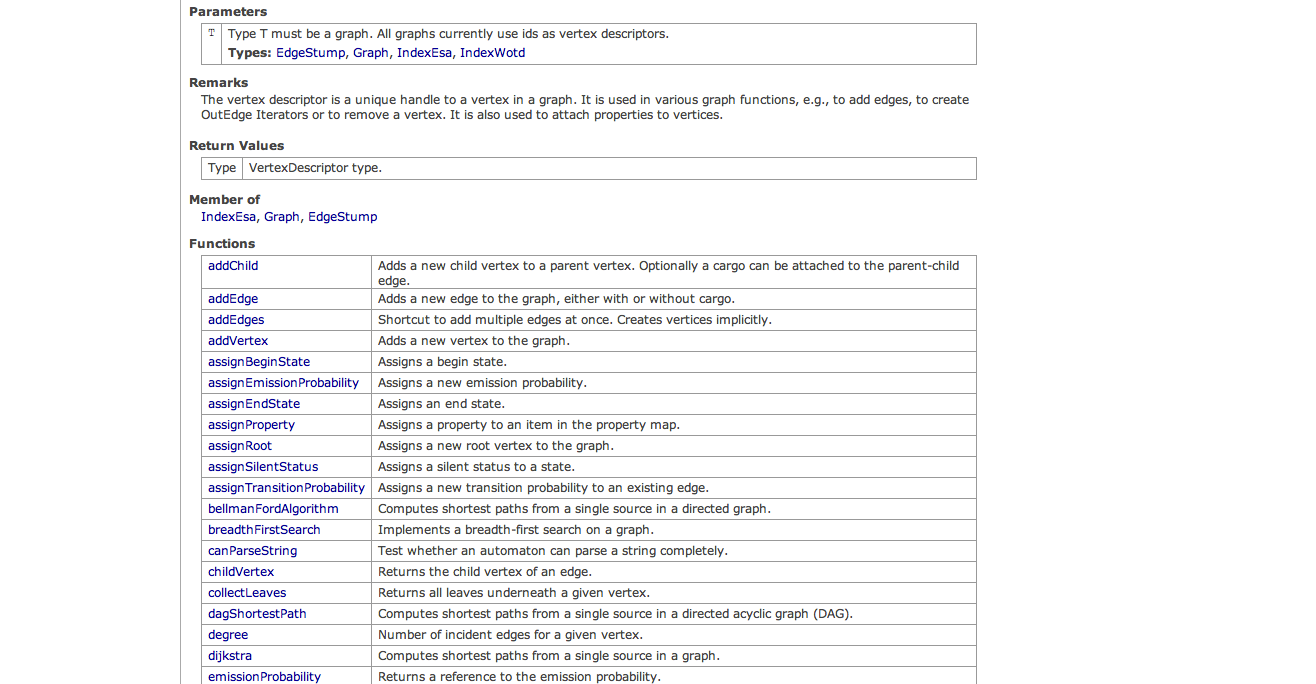 Parameters
T Type T must be a graph. All graphs currently use ids as vertex descriptors.
Types: EdgeStump, Graph, IndexEsa, IndexWotd
Remarks
The vertex descriptor is a unique handle to a vertex in a graph. It is used in various graph functions, e.g., to add edges, to create
OutEdge Iterators or to remove a vertex. It is also used to attach properties to vertices.
Return Values
Type VertexDescriptor type.
Member of
IndexEsa, Graph, EdgeStump
Functions
addChild Adds a new child vertex to a parent vertex. Optionally a cargo can be attached to the parent-child
edge.
addEdge Adds a new edge to the graph, either with or without cargo.
addEdges Shortcut to add multiple edges at once. Creates vertices implicitly.
addVertex Adds a new vertex to the graph.
assignBeginState Assigns a begin state.
assignEmissionProbability Assigns a new emission probability.
assignEndState Assigns an end state.
assignProperty Assigns a property to an item in the property map.
assignRoot Assigns a new root vertex to the graph.
assignSilentStatus Assigns a silent status to a state.
assignTransitionProbability Assigns a new transition probability to an existing edge.
bellmanFordAlgorithm Computes shortest paths from a single source in a directed graph.
breadthFirstSearch Implements a breadth-first search on a graph.
canParseString Test whether an automaton can parse a string completely.
childVertex Returns the child vertex of an edge.
collectLeaves Returns all leaves underneath a given vertex.
dagShortestPath Computes shortest paths from a single source in a directed acyclic graph (DAG).
degree Number of incident edges for a given vertex.
dijkstra Computes shortest paths from a single source in a graph.
emissionProbability Returns a reference to the emission probability.